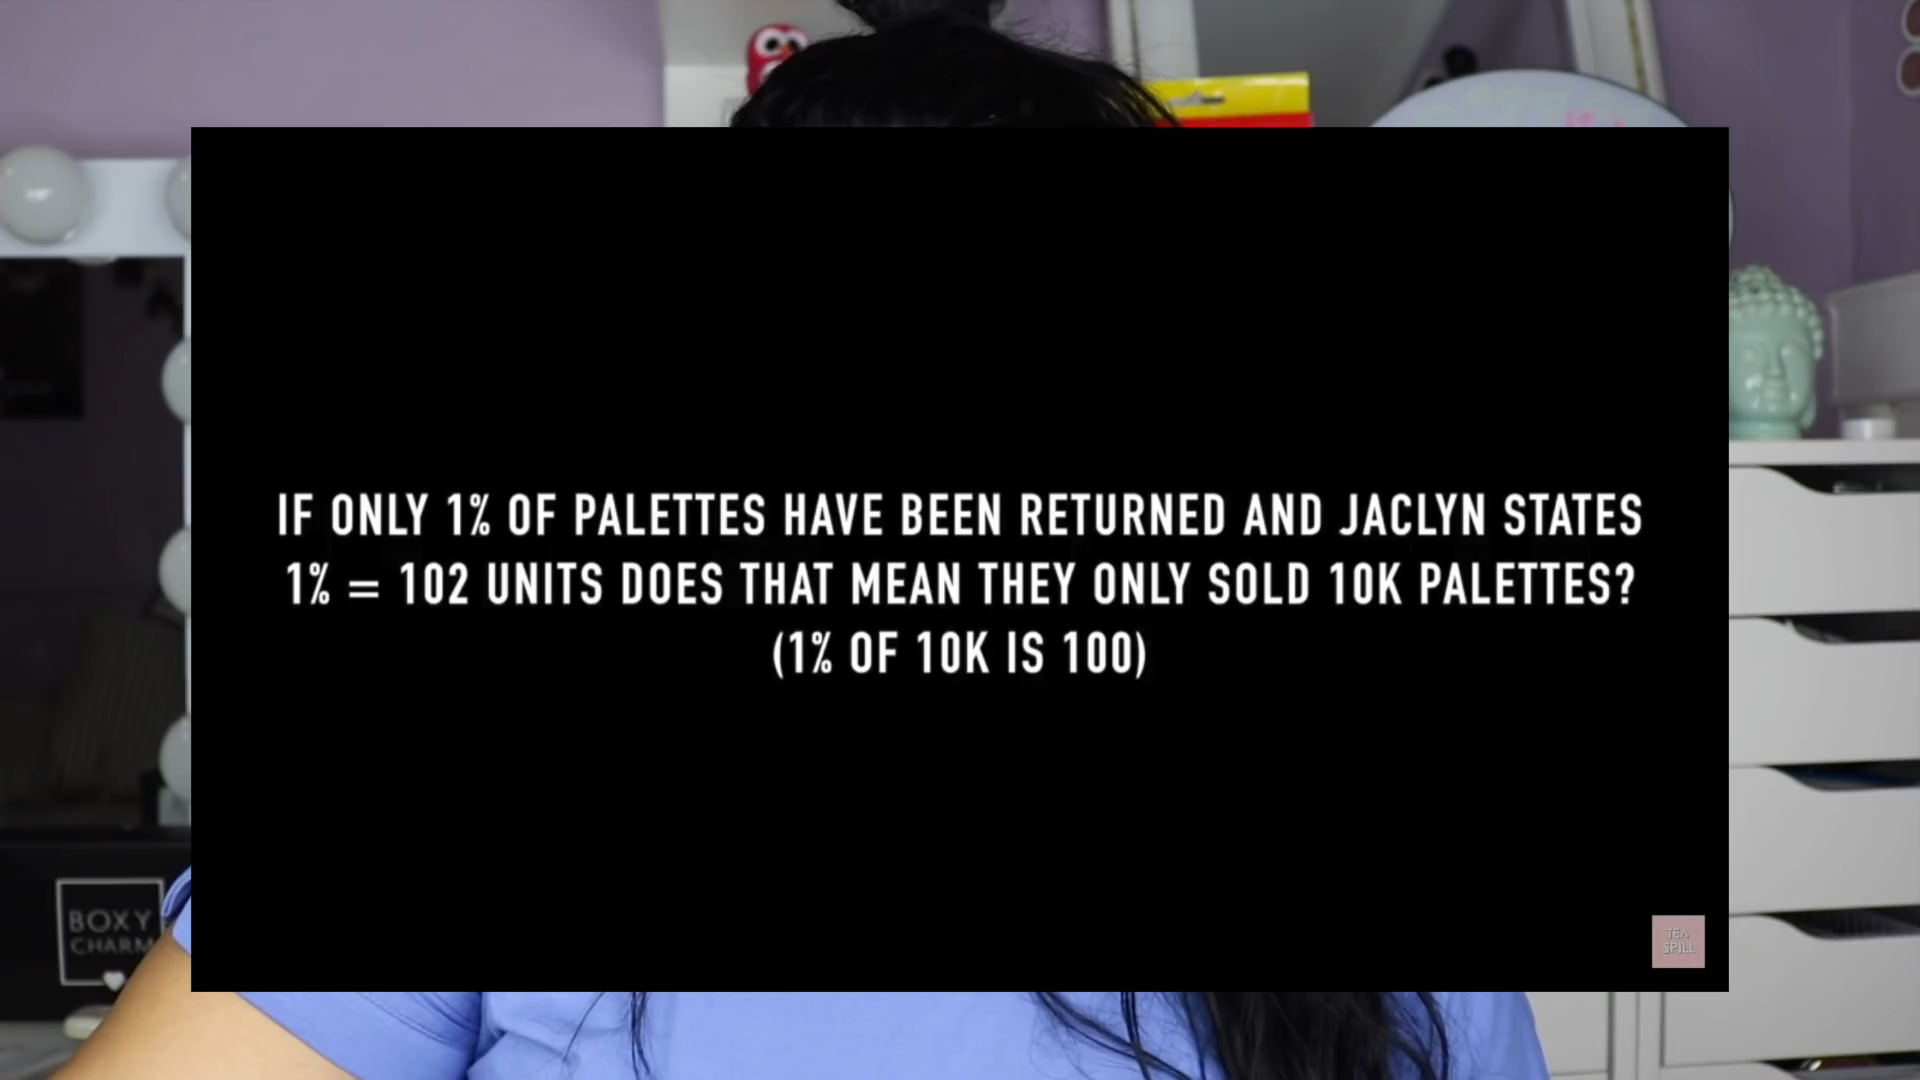 IF ONLY 1% OF PALETTES HAVE BEEN RETURNED AND JACLYN STATES
1% = 102 UNITS DOES THAT MEAN THEY ONLY SOLD 10K PALETTES?
(1% OF 10K IS 100)
BOXY
CHARM
TEA
SPILL